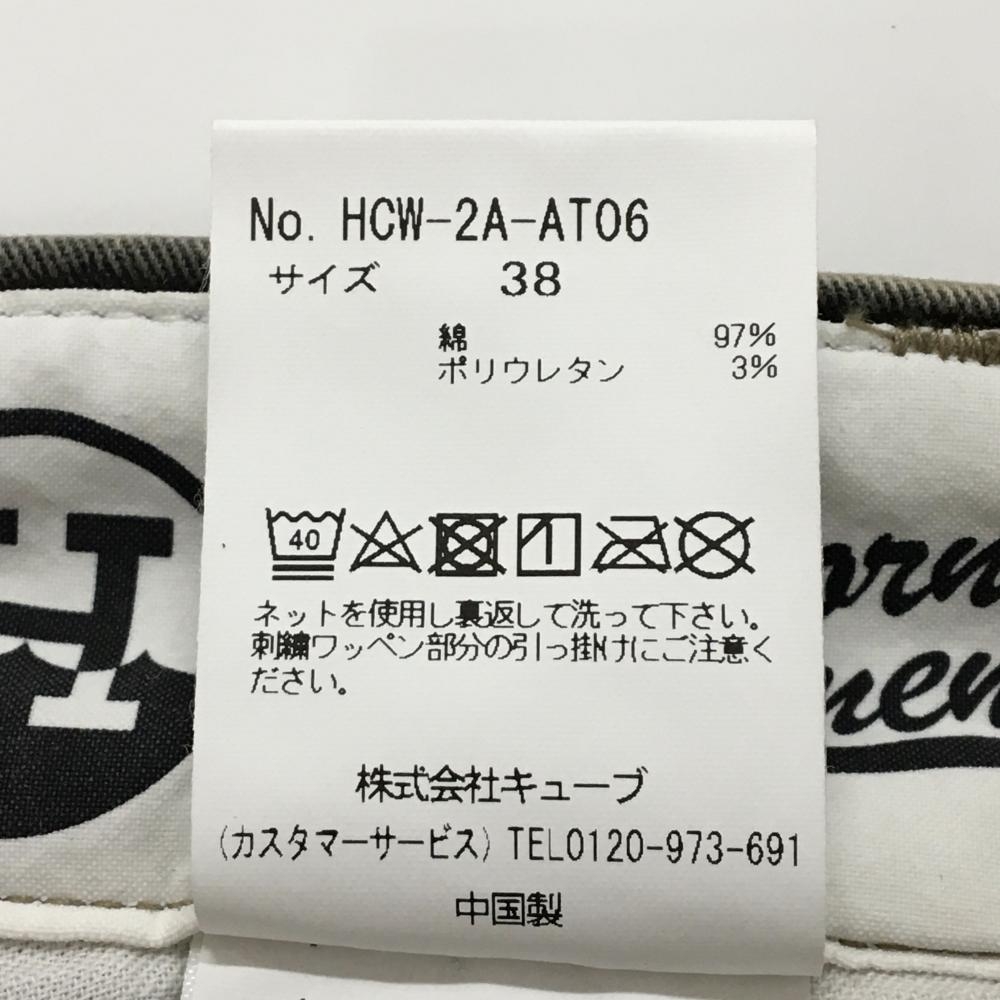 No. HCW-2A-AT06
サイズ 38
綿 97%
ポリウレタン 3%
40
ネットを使用し裏返して洗って下さい。
刺繍ワッペン部分の引っ掛けにご注意く
ださい。
株式会社キューブ
(カスタマーサービス) TEL0120-973-691
中国製
H